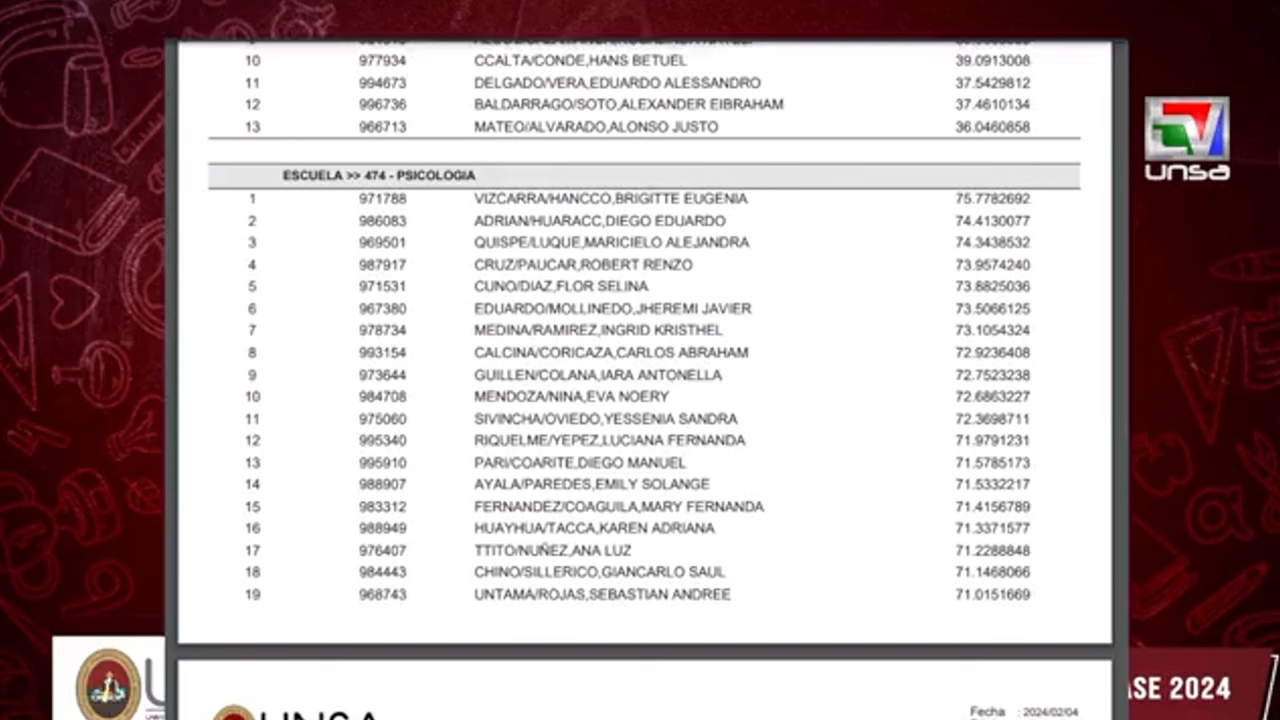 10 977934 CCALTA/CONDE,HANS BETUEL 39.0913008
11 994673 DELGADO/VERA,EDUARDO ALESSANDRO 37.5429812
12 996736 BALDARRAGO/SOTO,ALEXANDER EIBRAHAM 37.4610134
13 966713 MATEO/ALVARADO,ALONSO JUSTO 36.0460858
unsa
ESCUELA >> 474 - PSICOLOGIA
1 971788 VIZCARRA/HANCCO,BRIGITTE EUGENIA 75.7782692
2 986083 ADRIAN/HUARACC,DIEGO EDUARDO 74.4130077
3 969501 QUISPE/LUQUE,MARICIELO ALEJANDRA 74.3438532
4 987917 CRUZ/PAUCAR,ROBERT RENZO 73.9574240
5 971531 CUNO/DIAZ,FLOR SELINA 73.8825036
6 967380 EDUARDO/MOLLINEDO,JHEREMI JAVIER 73.5066125
7 978734 MEDINA/RAMIREZ,INGRID KRISTHEL 73.1054324
8 993154 CALCINA/CORICAZA,CARLOS ABRAHAM 72.9236408
9 973644 GUILLEN/COLANA,IARA ANTONELLA 72.7523238
10 984708 MENDOZA/NINA,EVA NOERY 72.6863227
11 975060 SIVINCHA/OVIEDO,YESSENIA SANDRA 72.3698711
12 995340 RIQUELME/YEPEZ,LUCIANA FERNANDA 71.9791231
13 995910 PARI/COARITE,DIEGO MANUEL 71.5785173
14 988907 AYALA/PAREDES,EMILY SOLANGE 71.5332217
15 983312 FERNANDEZ/COAGUILA,MARY FERNANDA 71.4156789
16 988949 HUAYHUA/TACCA,KAREN ADRIANA 71.3371577
17 976407 TTITO/NUÑEZ,ANA LUZ 71.2288848
18 984443 CHINO/SILLERICO,GIANCARLO SAUL 71.1468066
19 968743 UNTAMA/ROJAS,SEBASTIAN ANDREE 71.0151669
ASE 2024
UNSA
Fecha : 2024/02/04